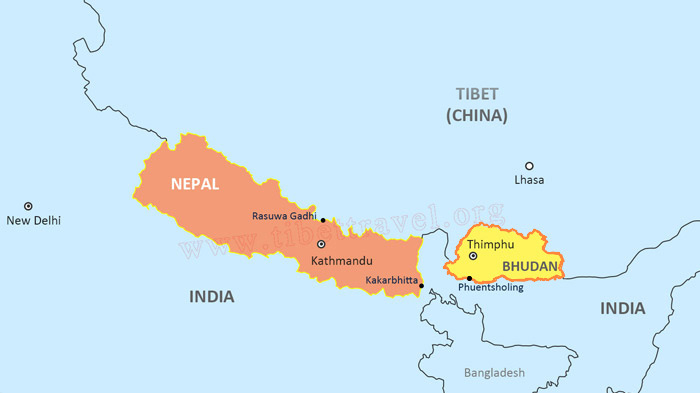 TIBET
(CHINA)
NEPAL
Lhasa
New Delhi
Rasuwa Gadhi
www.tibettravel.org
Thimphu
Kathmandu
BHUDAN
Kakarbhitta
Phuentsholing
INDIA
INDIA
Bangladesh